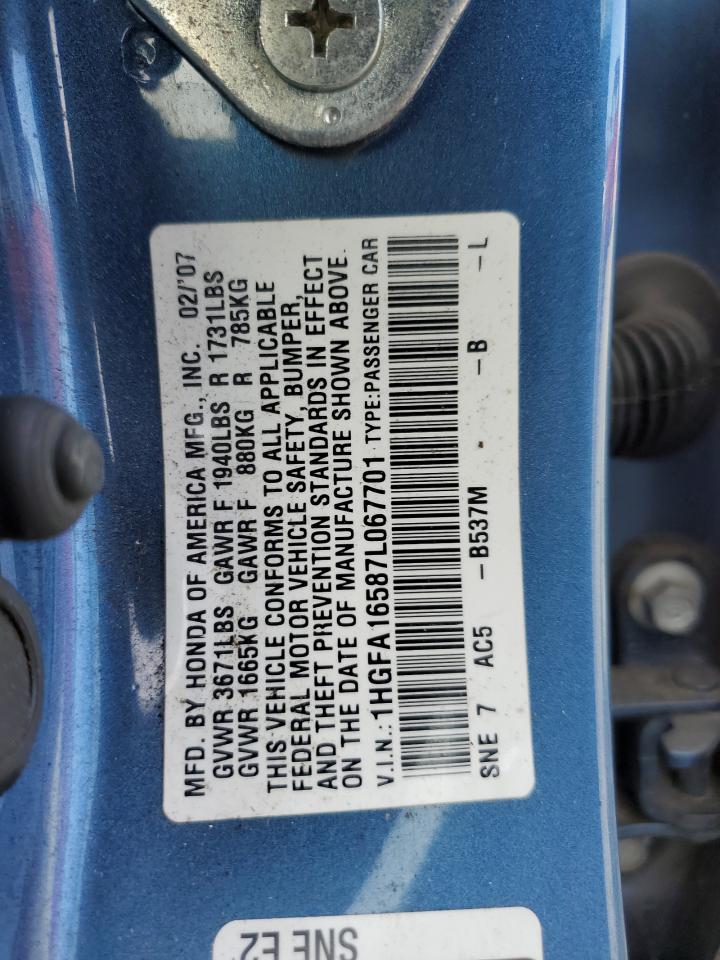 MFD. BY HONDA OF AMERICA MFG., INC. 02/'07
GVWR 3671LBS GAWR F 1940LBS R 1731LBS
GVWR 1665KG GAWR F 880KG R 785KG
THIS VEHICLE CONFORMS TO ALL APPLICABLE
FEDERAL MOTOR VEHICLE SAFETY, BUMPER,
AND THEFT PREVENTION STANDARDS IN EFFECT
ON THE DATE OF MANUFACTURE SHOWN ABOVE.
V.I.N.: 1HGFA16587L067701 TYPE:PASSENGER CAR
SNE 7 AC5 -B537M -B -L
SNE E2